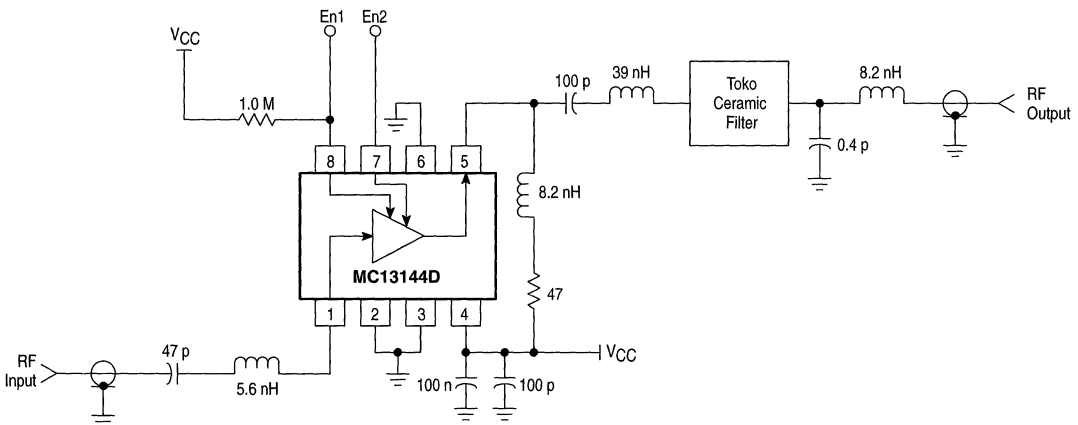 En1
En2
VCC
1.0 M
100 p
39 nH
Toko
Ceramic
Filter
8.2 nH
RF
Output
0.4 p
8
7
6
5
8.2 nH
MC13144D
47
1
2
3
4
VCC
RF
Input
47 p
5.6 nH
100 n
100 p